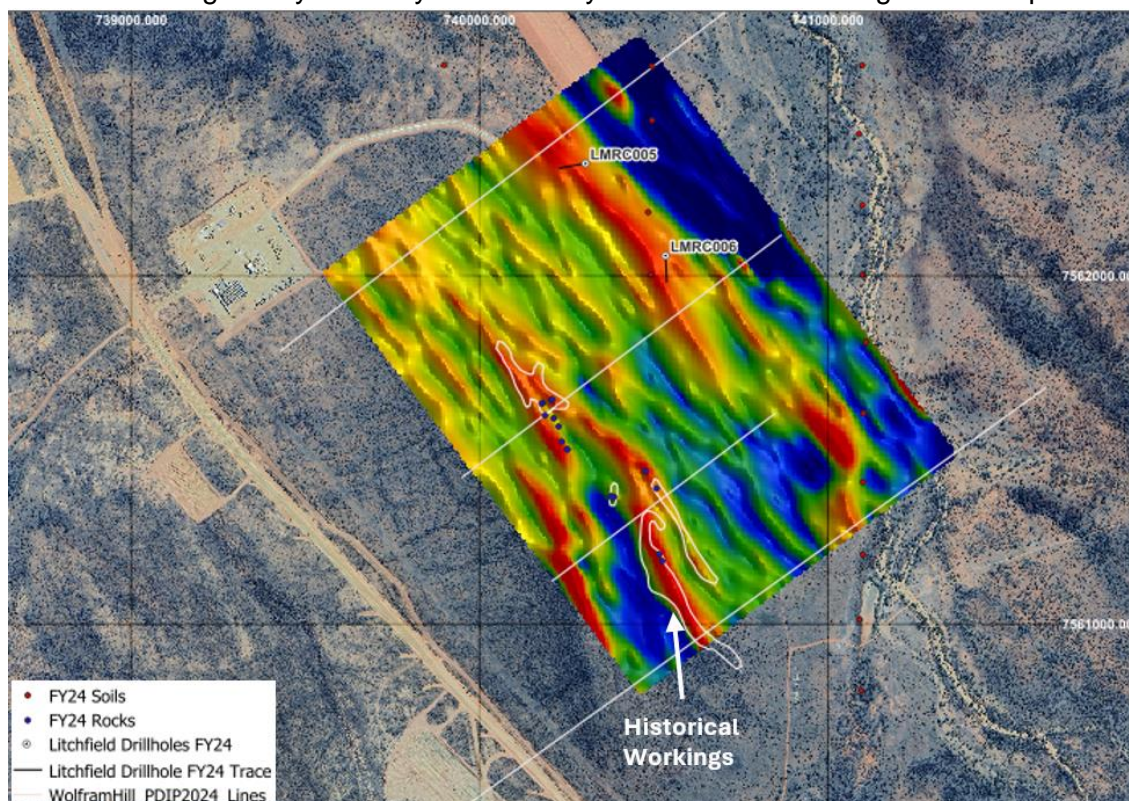 739000.000
740000.000
741000.000
LMRC005
LMRC006
7562000.00
7561000.00
Historical
Workings
FY24 Soils
FY24 Rocks
Litchfield Drillholes FY24
Litchfield Drillhole FY24 Trace
WolframHill_PDIP2024_Lines